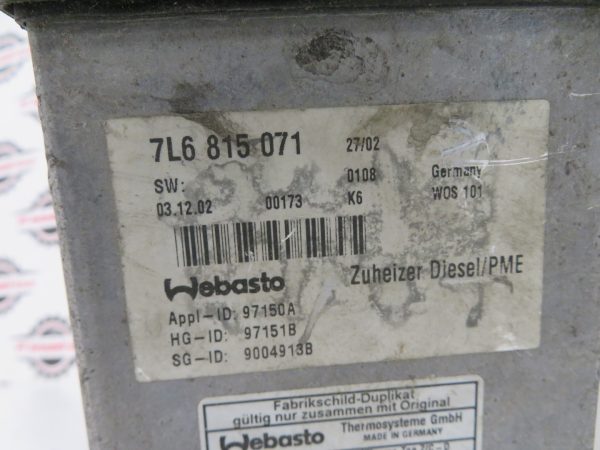 7L6 815 071 27/02
SW: 0108 Germany
03.12.02 00173 K6 WOS 101
Webasto Zuheizer Diesel/PME
Appl-ID: 97150A
HG-ID: 97151B
SG-ID: 9004913B
Fabrikschild-Duplikat
gültig nur zusammen mit Original
Webasto Thermosysteme GmbH
MADE IN GERMANY